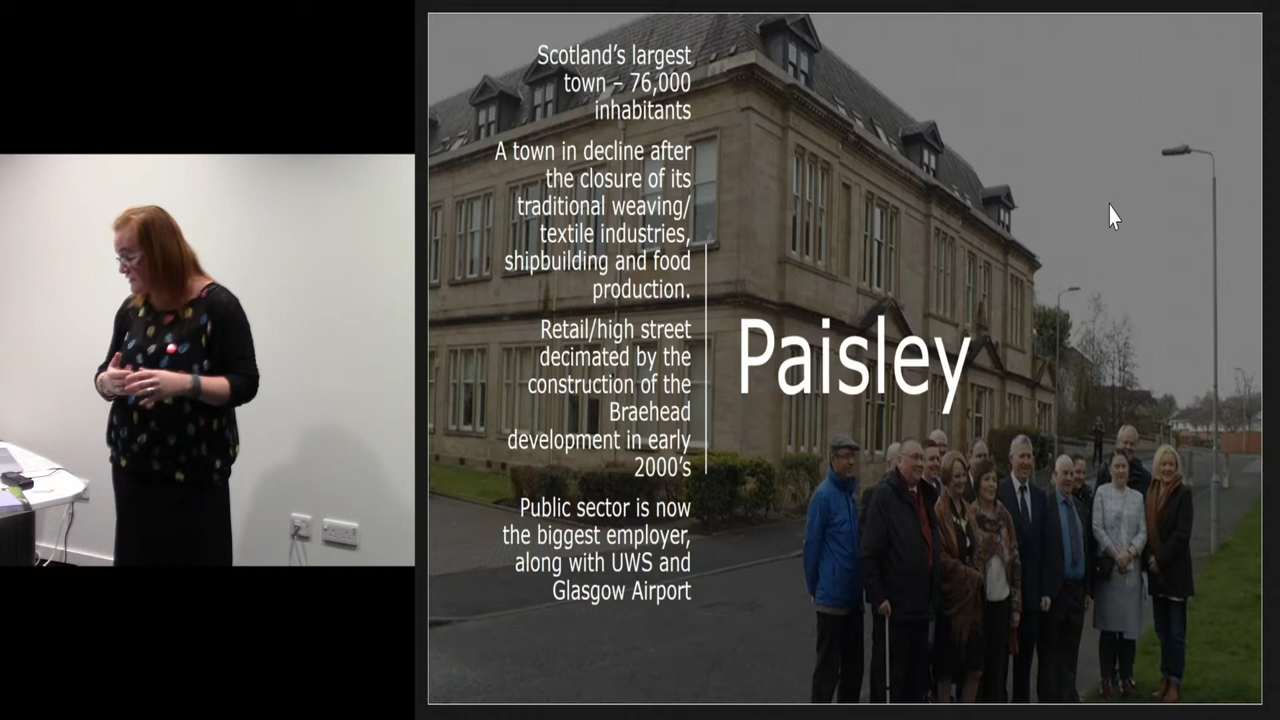 Scotland's largest
town – 76,000
inhabitants
A town in decline after
the closure of its
traditional weaving/
textile industries,
shipbuilding and food
production.
Retail/high street
decimated by the
construction of the
Braehead
development in early
2000's
Public sector is now
the biggest employer,
along with UWS and
Glasgow Airport
Paisley